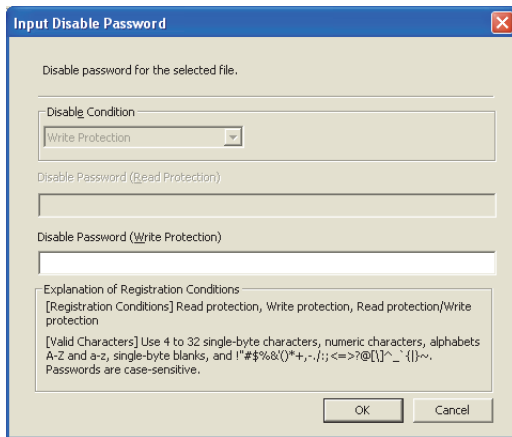 Input Disable Password
Disable password for the selected file.
Disable Condition
Write Protection
Disable Password (Read Protection)
Disable Password (Write Protection)
Explanation of Registration Conditions
[Registration Conditions] Read protection, Write protection, Read protection/Write
protection
[Valid Characters] Use 4 to 32 single-byte characters, numeric characters, alphabets
A-Z and a-z, single-byte blanks, and !"#$%&'()*+,-./:;<=>?@[\]^_`{|}~.
Passwords are case-sensitive.
OK
Cancel